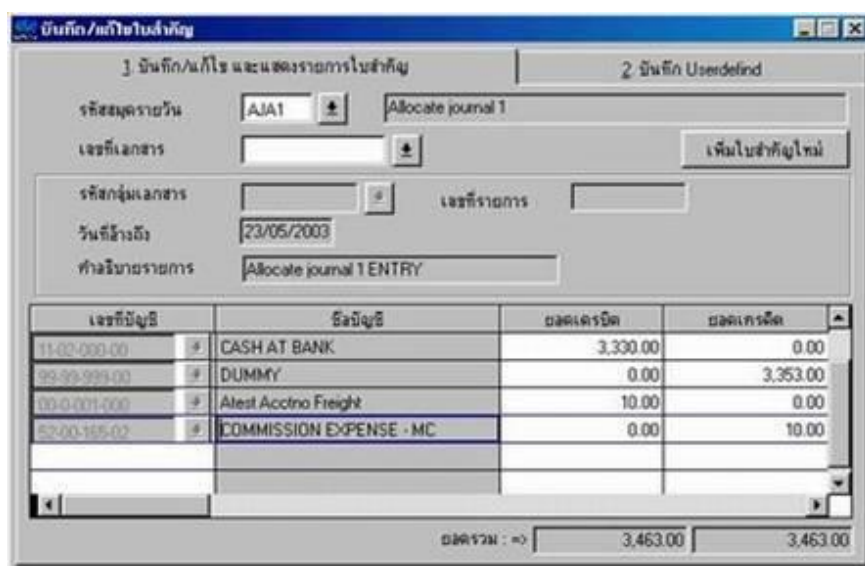 บันทึก/แก้ไขใบสำคัญ
1. บันทึก/แก้ไข และแสดงรายการใบสำคัญ 2. บันทึก Userdefind
รหัสสมุดรายวัน AJA1 Allocate journal 1
เลขที่เอกสาร เพิ่มใบสำคัญใหม่
รหัสกลุ่มเอกสาร เลขที่รายการ
วันที่อ้างถึง 23/05/2003
คำอธิบายรายการ Allocate journal 1 ENTRY
เลขที่บัญชี ชื่อบัญชี ยอดเดรบิต ยอดเครดิต
11-02-000-00 CASH AT BANK 3,330.00 0.00
99-99-999-00 DUMMY 0.00 3,353.00
00-0-001-000 Atest Acctno Freight 10.00 0.00
52-00-165-02 COMMISSION EXPENSE - MC 0.00 10.00
ยอดรวม : => 3,463.00 3,463.00